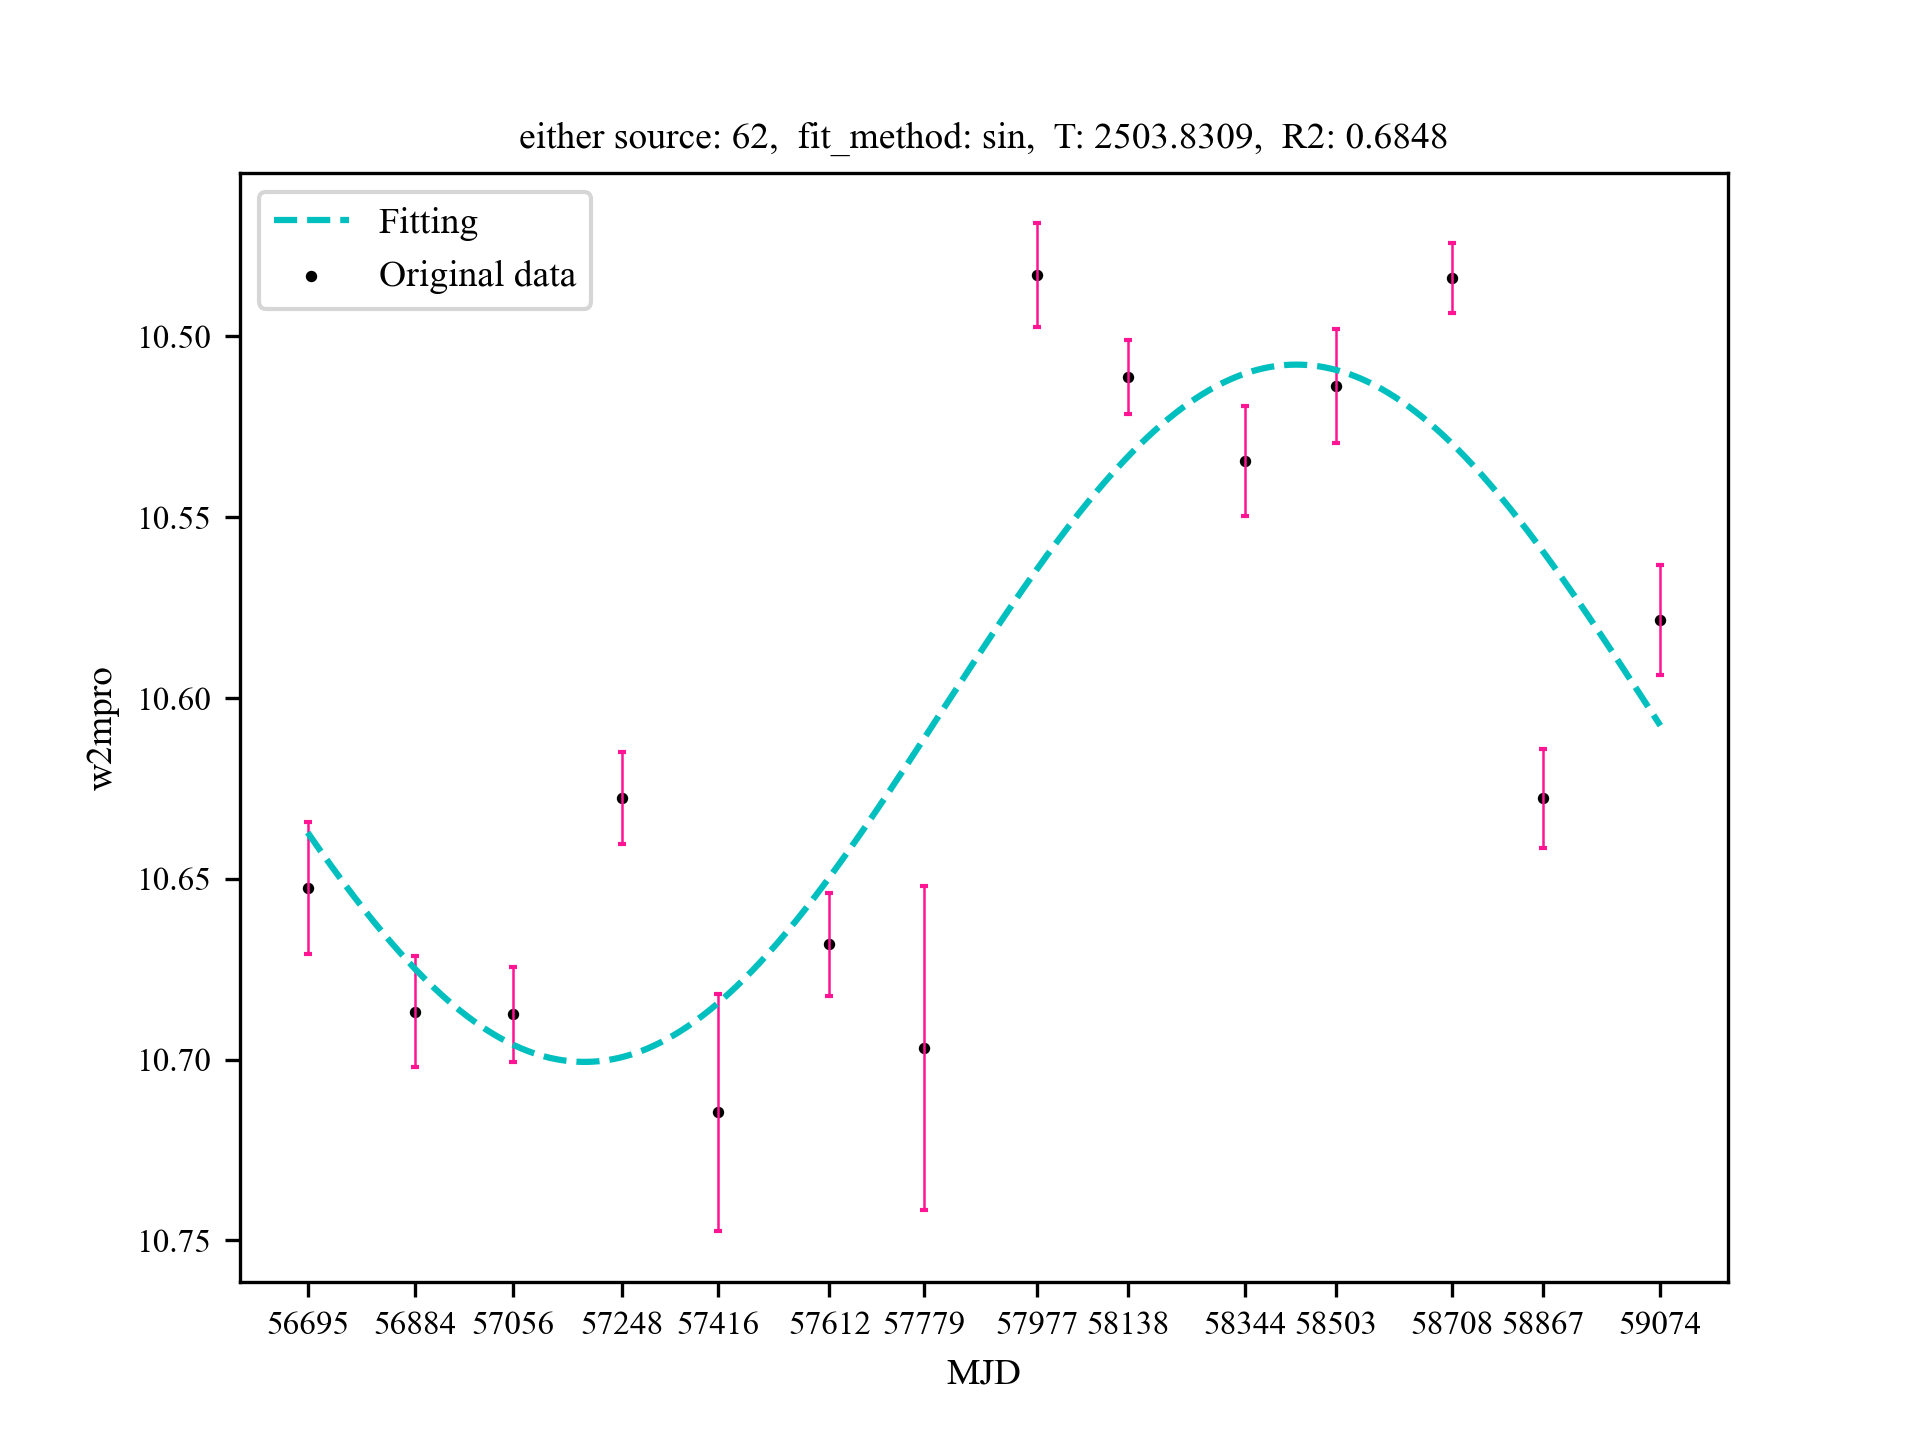 either source: 62,  fit_method: sin,  T: 2503.8309,  R2: 0.6848
Fitting
Original data
10.50
10.55
10.60
10.65
10.70
10.75
w2mpro
56695 56884 57056 57248 57416 57612 57779 57977 58138 58344 58503 58708 58867 59074
MJD